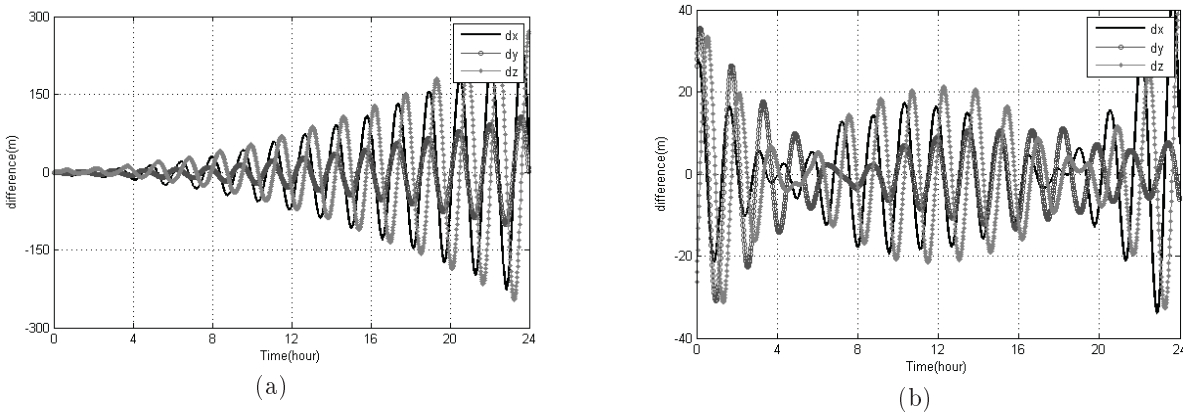 300
150
0
-150
-300
difference(m)
0 4 8 12 16 20 24
Time(hour)
dx
dy
dz
(a)
40
20
0
-20
-40
difference(m)
0 4 8 12 16 20 24
Time(hour)
dx
dy
dz
(b)